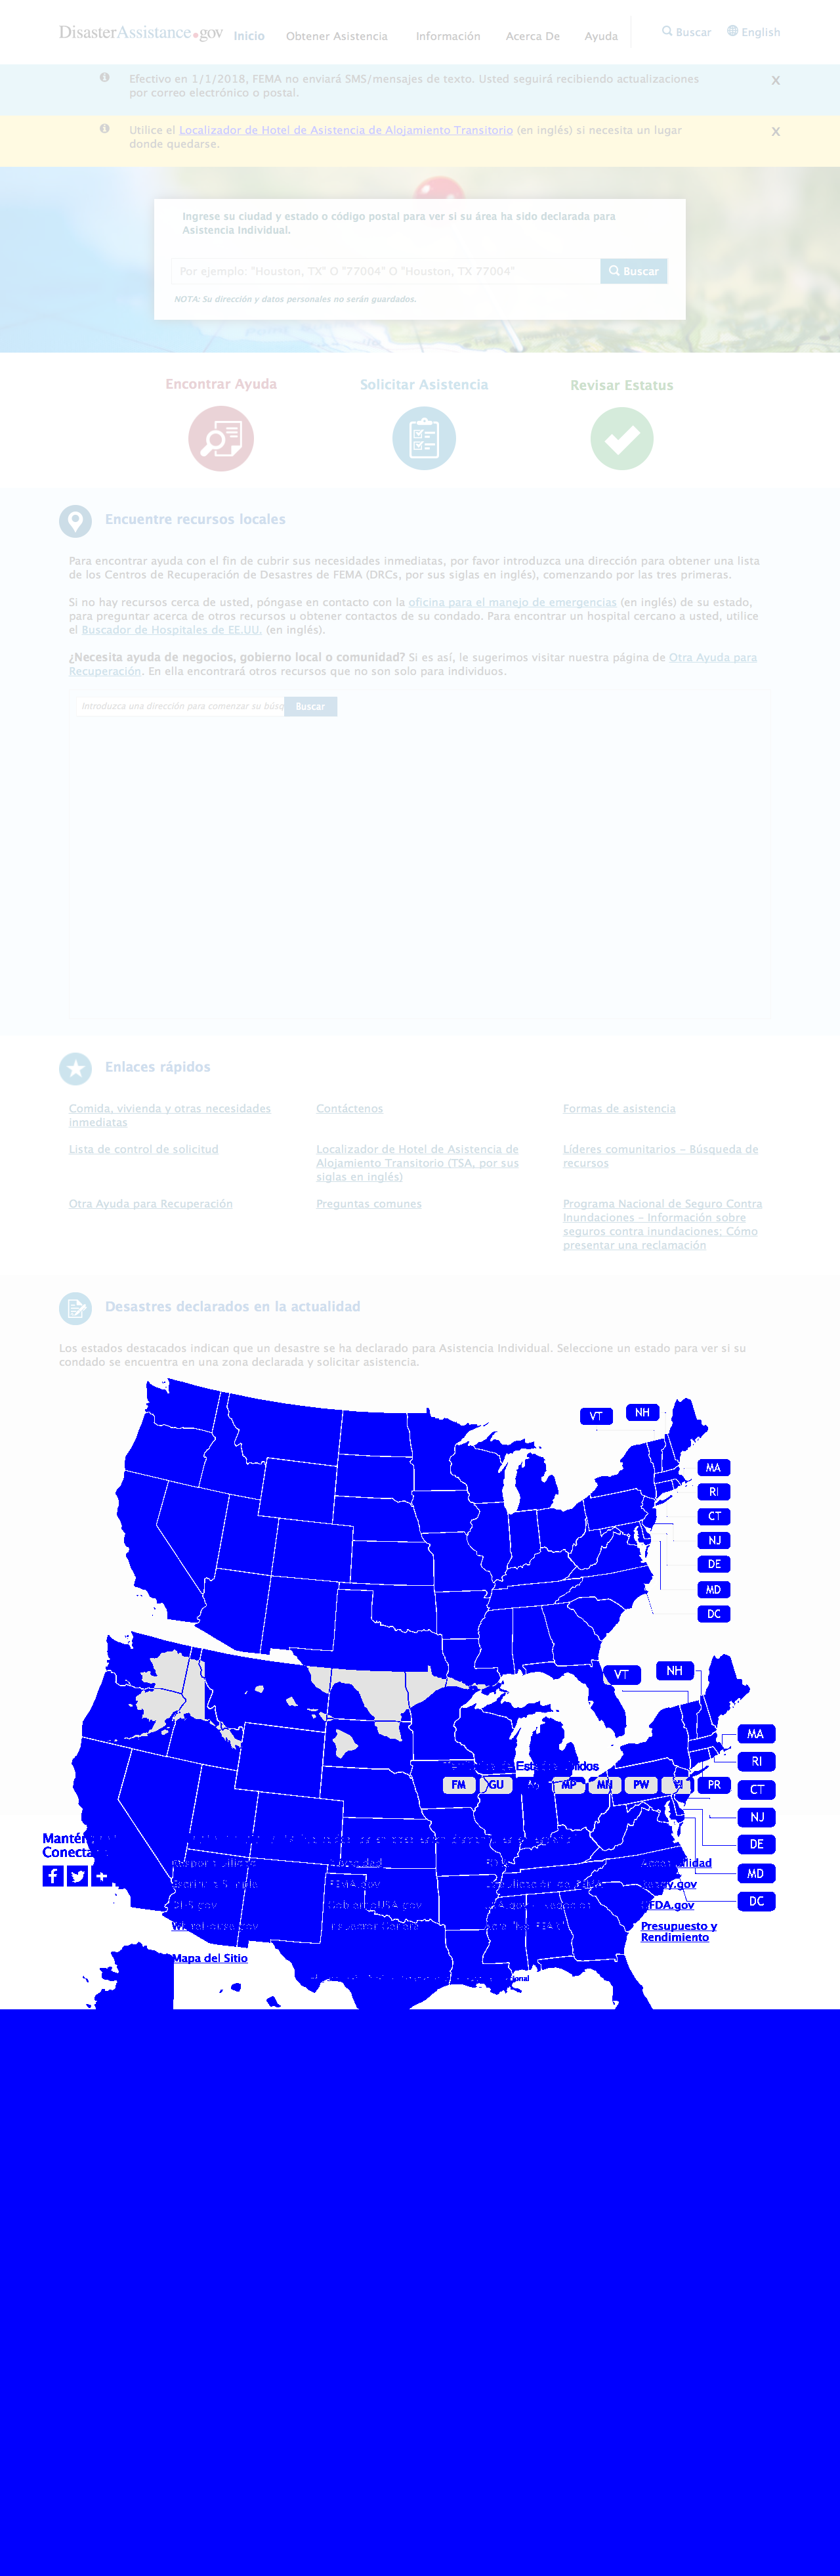 DisasterAssistance.gov
Inicio
Obtener Asistencia
Información
Acerca De
Ayuda
Buscar
English
Efectivo en 1/1/2018, FEMA no enviará SMS/mensajes de texto. Usted seguirá recibiendo actualizaciones
por correo electrónico o postal.
X
Utilice el Localizador de Hotel de Asistencia de Alojamiento Transitorio (en inglés) si necesita un lugar
donde quedarse.
X
Ingrese su ciudad y estado o código postal para ver si su área ha sido declarada para
Asistencia Individual.
Por ejemplo: "Houston, TX" O "77004" O "Houston, TX 77004"
Buscar
NOTA: Su dirección y datos personales no serán guardados.
Encontrar Ayuda
Solicitar Asistencia
Revisar Estatus
Encuentre recursos locales
Para encontrar ayuda con el fin de cubrir sus necesidades inmediatas, por favor introduzca una dirección para obtener una lista
de los Centros de Recuperación de Desastres de FEMA (DRCs, por sus siglas en inglés), comenzando por las tres primeras.
Si no hay recursos cerca de usted, póngase en contacto con la oficina para el manejo de emergencias (en inglés) de su estado,
para preguntar acerca de otros recursos u obtener contactos de su condado. Para encontrar un hospital cercano a usted, utilice
el Buscador de Hospitales de EE.UU. (en inglés).
¿Necesita ayuda de negocios, gobierno local o comunidad? Si es así, le sugerimos visitar nuestra página de Otra Ayuda para
Recuperación. En ella encontrará otros recursos que no son solo para individuos.
Introduzca una dirección para comenzar su búsq
Buscar
Enlaces rápidos
Comida, vivienda y otras necesidades
inmediatas
Contáctenos
Formas de asistencia
Lista de control de solicitud
Localizador de Hotel de Asistencia de
Alojamiento Transitorio (TSA, por sus
siglas en inglés)
Líderes comunitarios – Búsqueda de
recursos
Otra Ayuda para Recuperación
Preguntas comunes
Programa Nacional de Seguro Contra
Inundaciones – Información sobre
seguros contra inundaciones; Cómo
presentar una reclamación
Desastres declarados en la actualidad
Los estados destacados indican que un desastre se ha declarado para Asistencia Individual. Seleccione un estado para ver si su
condado se encuentra en una zona declarada y solicitar asistencia.
VT
NH
MA
RI
CT
NJ
DE
MD
DC
VT
NH
MA
RI
CT
NJ
DE
MD
DC
FM
GU
MP
MH
PW
PR
FDA.gov
Presupuesto y
Rendimiento
Mapa del Sitio